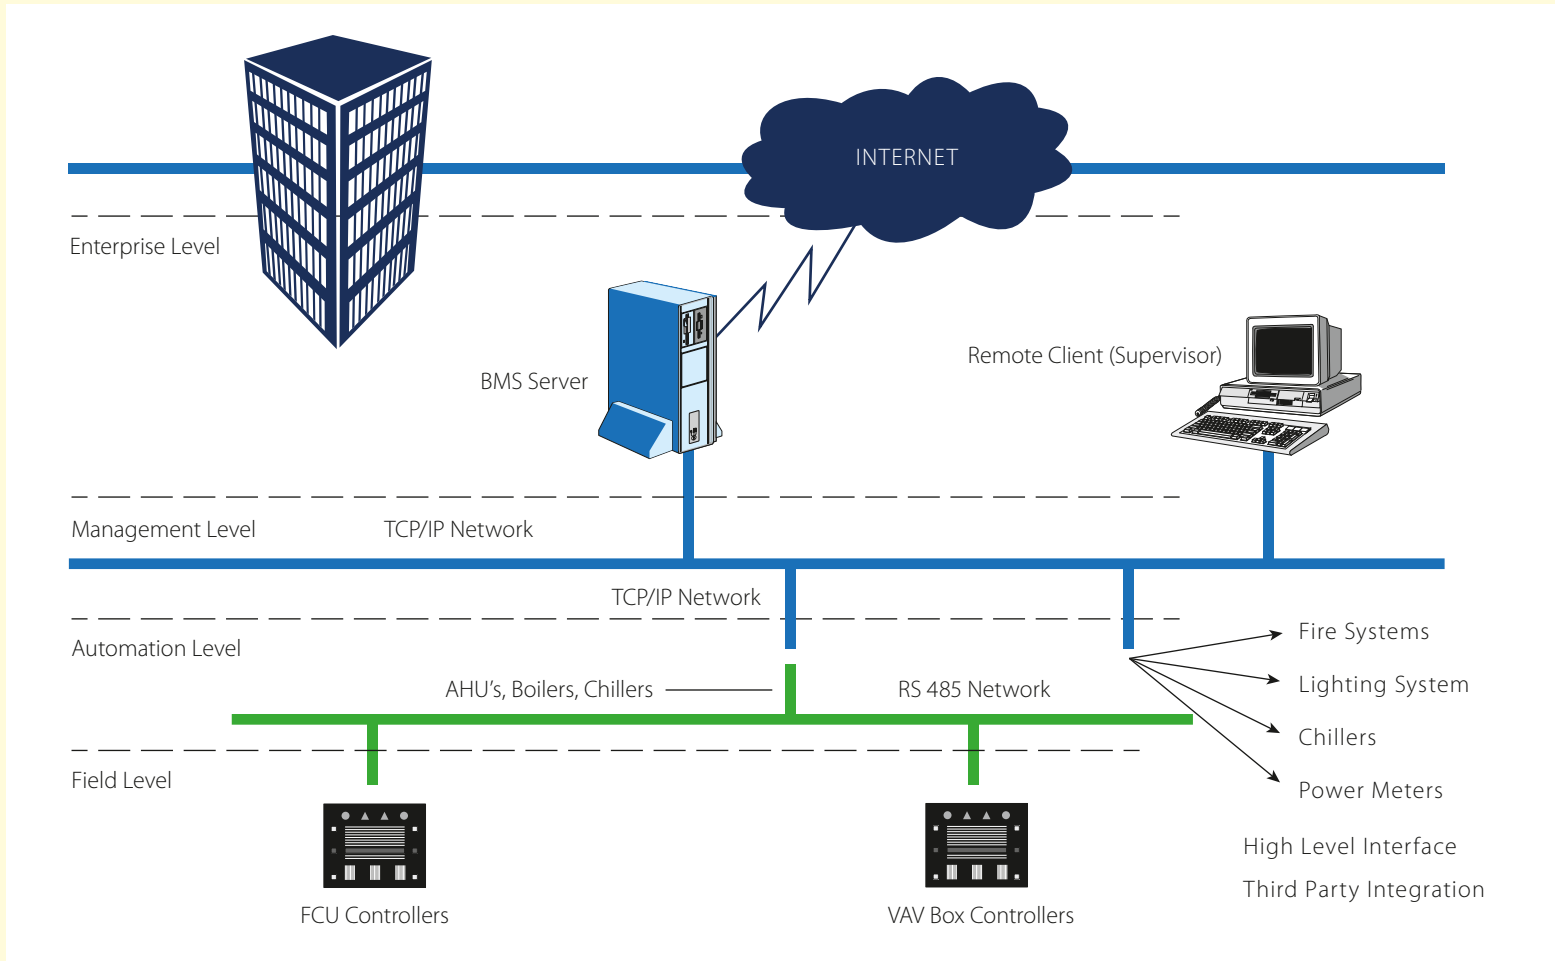 INTERNET
Enterprise Level
Remote Client (Supervisor)
BMS Server
Management Level
TCP/IP Network
TCP/IP Network
Automation Level
Fire Systems
AHU's, Boilers, Chillers
RS 485 Network
Lighting System
Chillers
Field Level
Power Meters
High Level Interface
Third Party Integration
FCU Controllers
VAV Box Controllers